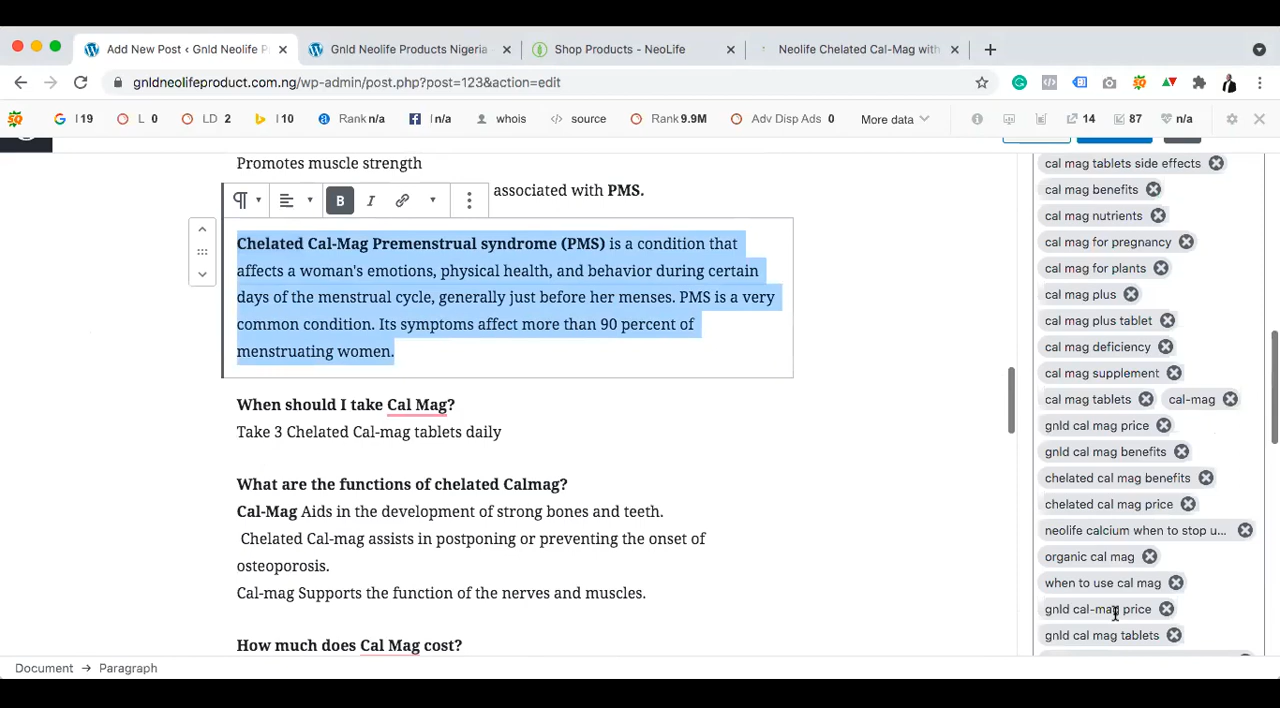 Add New Post ‹ Gnld Neolife P
Gnld Neolife Products Nigeria
Shop Products - NeoLife
Neolife Chelated Cal-Mag with
gnldneolifeproduct.com.ng/wp-admin/post.php?post=123&action=edit
I 19
L 0
LD 2
I 10
Rank n/a
I n/a
whois
source
Rank 9.9M
Adv Disp Ads 0
More data
14
87
n/a
Promotes muscle strength
associated with PMS.
B I
Chelated Cal-Mag Premenstrual syndrome (PMS) is a condition that
affects a woman's emotions, physical health, and behavior during certain
days of the menstrual cycle, generally just before her menses. PMS is a very
common condition. Its symptoms affect more than 90 percent of
menstruating women.
When should I take Cal Mag?
Take 3 Chelated Cal-mag tablets daily
What are the functions of chelated Calmag?
Cal-Mag Aids in the development of strong bones and teeth.
Chelated Cal-mag assists in postponing or preventing the onset of
osteoporosis.
Cal-mag Supports the function of the nerves and muscles.
How much does Cal Mag cost?
cal mag tablets side effects
cal mag benefits
cal mag nutrients
cal mag for pregnancy
cal mag for plants
cal mag plus
cal mag plus tablet
cal mag deficiency
cal mag supplement
cal mag tablets cal-mag
gnld cal mag price
gnld cal mag benefits
chelated cal mag benefits
chelated cal mag price
neolife calcium when to stop u...
organic cal mag
when to use cal mag
gnld cal-mag price
gnld cal mag tablets
Document → Paragraph